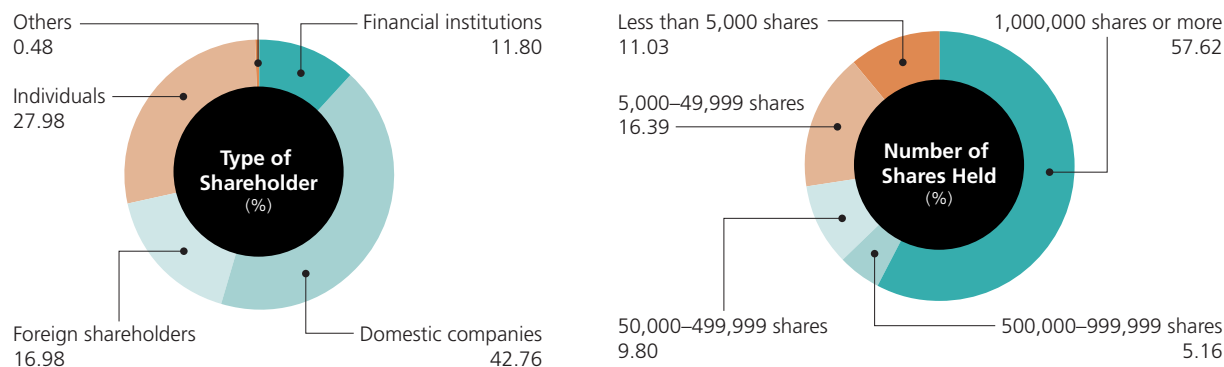 Others
0.48
Financial institutions
11.80
Individuals
27.98
Type of
Shareholder
(%)
Foreign shareholders
16.98
Domestic companies
42.76
Less than 5,000 shares
11.03
1,000,000 shares or more
57.62
5,000–49,999 shares
16.39
Number of
Shares Held
(%)
50,000–499,999 shares
9.80
500,000–999,999 shares
5.16